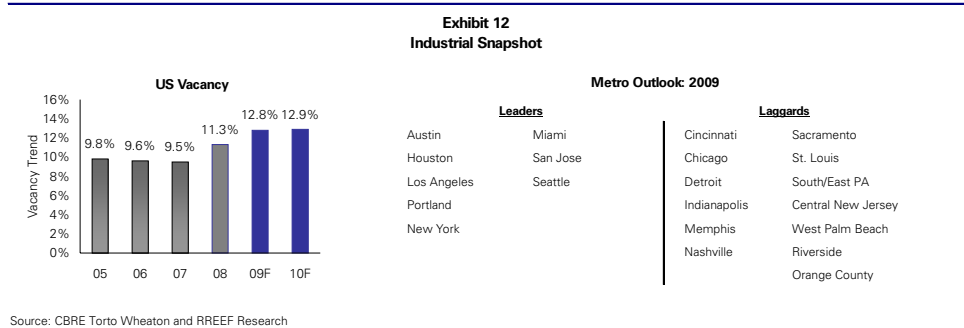 Exhibit 12
Industrial Snapshot
US Vacancy
16%
14%
12%
10%
8%
6%
4%
2%
0%
Vacancy Trend
9.8% 9.6% 9.5% 11.3% 12.8% 12.9%
05 06 07 08 09F 10F
Metro Outlook: 2009
Leaders
Austin Miami
Houston San Jose
Los Angeles Seattle
Portland
New York
Laggards
Cincinnati Sacramento
Chicago St. Louis
Detroit South/East PA
Indianapolis Central New Jersey
Memphis West Palm Beach
Nashville Riverside
Orange County
Source: CBRE Torto Wheaton and RREEF Research